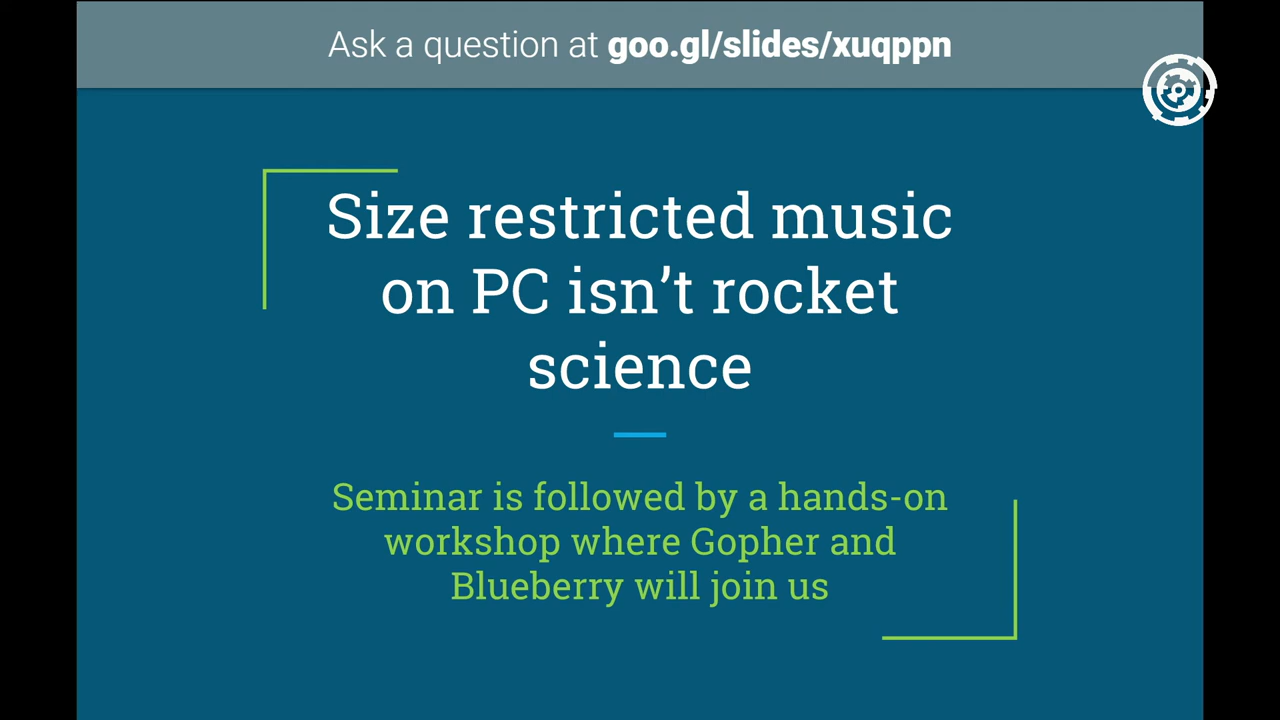 Ask a question at goo.gl/slides/xuqppn
Size restricted music
on PC isn’t rocket
science
Seminar is followed by a hands-on
workshop where Gopher and
Blueberry will join us